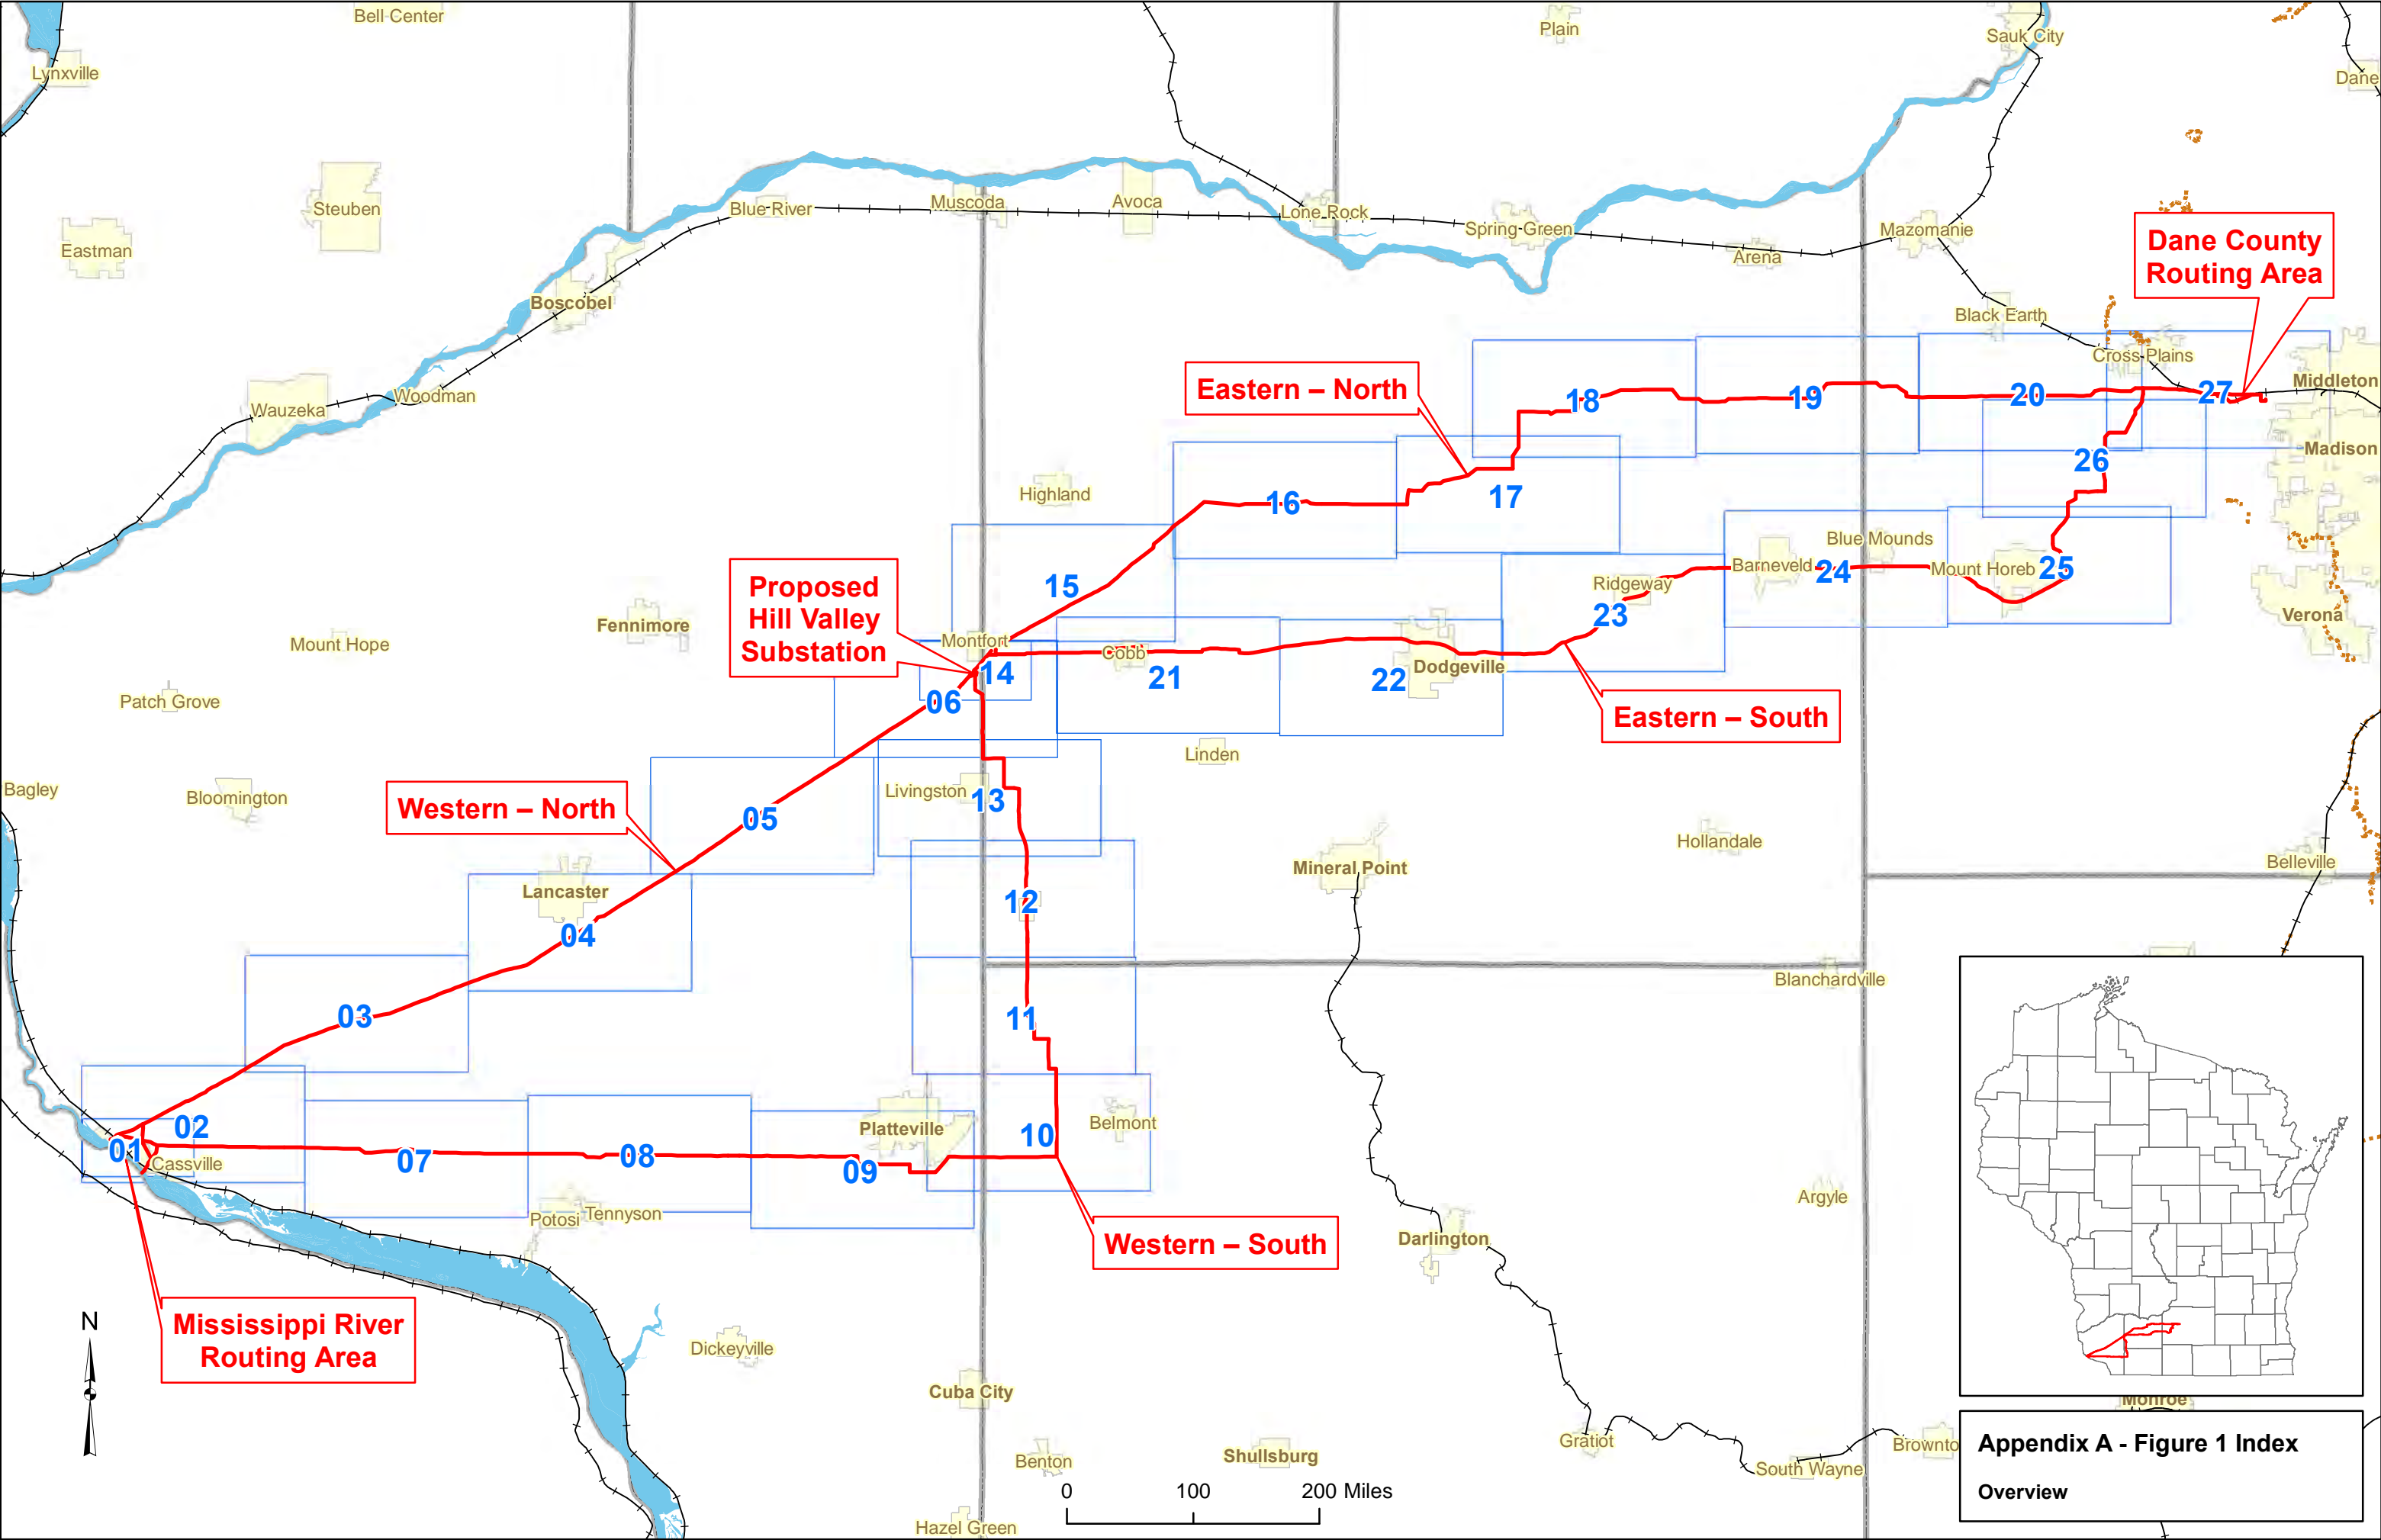 Bell Center
Plain
Sauk City
Lynxville
Dane
Steuben
Blue River
Muscoda
Avoca
Lone Rock
Spring Green
Mazomanie
Eastman
Arena
Dane County
Routing Area
Boscobel
Black Earth
Cross Plains
Eastern – North
Middleton
Woodman
Wauzeka
18
19
20
27
Madison
26
Highland
16
17
Blue Mounds
Proposed
Hill Valley
Substation
15
Ridgeway
Barneveld
24
Mount Horeb
25
23
Verona
Fennimore
Mount Hope
Montfort
Cobb
Dodgeville
14
21
22
Patch Grove
06
Eastern – South
Linden
Bagley
Bloomington
Livingston
13
Western – North
05
Hollandale
Mineral Point
Belleville
Lancaster
12
04
Blanchardville
03
11
02
Platteville
10
Belmont
01
Cassville
07
08
09
Potosi
Tennyson
Argyle
Western – South
Darlington
Mississippi River
Routing Area
N
Dickeyville
Cuba City
Monroe
Gratiot
Brownto
Appendix A - Figure 1 Index
Benton
Shullsburg
South Wayne
0
100
200 Miles
Overview
Hazel Green